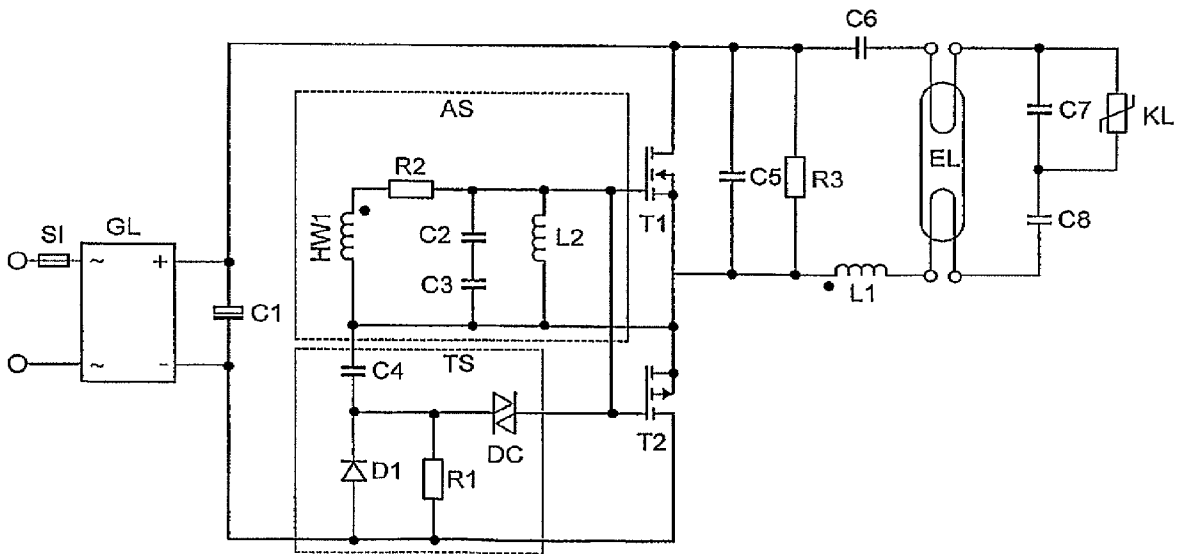 C6
AS
R2
C7
KL
EL
C5
R3
T1
C2
L2
C8
HW1
SI
GL
~
+
C3
L1
C1
~
-
C4
TS
T2
DC
D1
R1